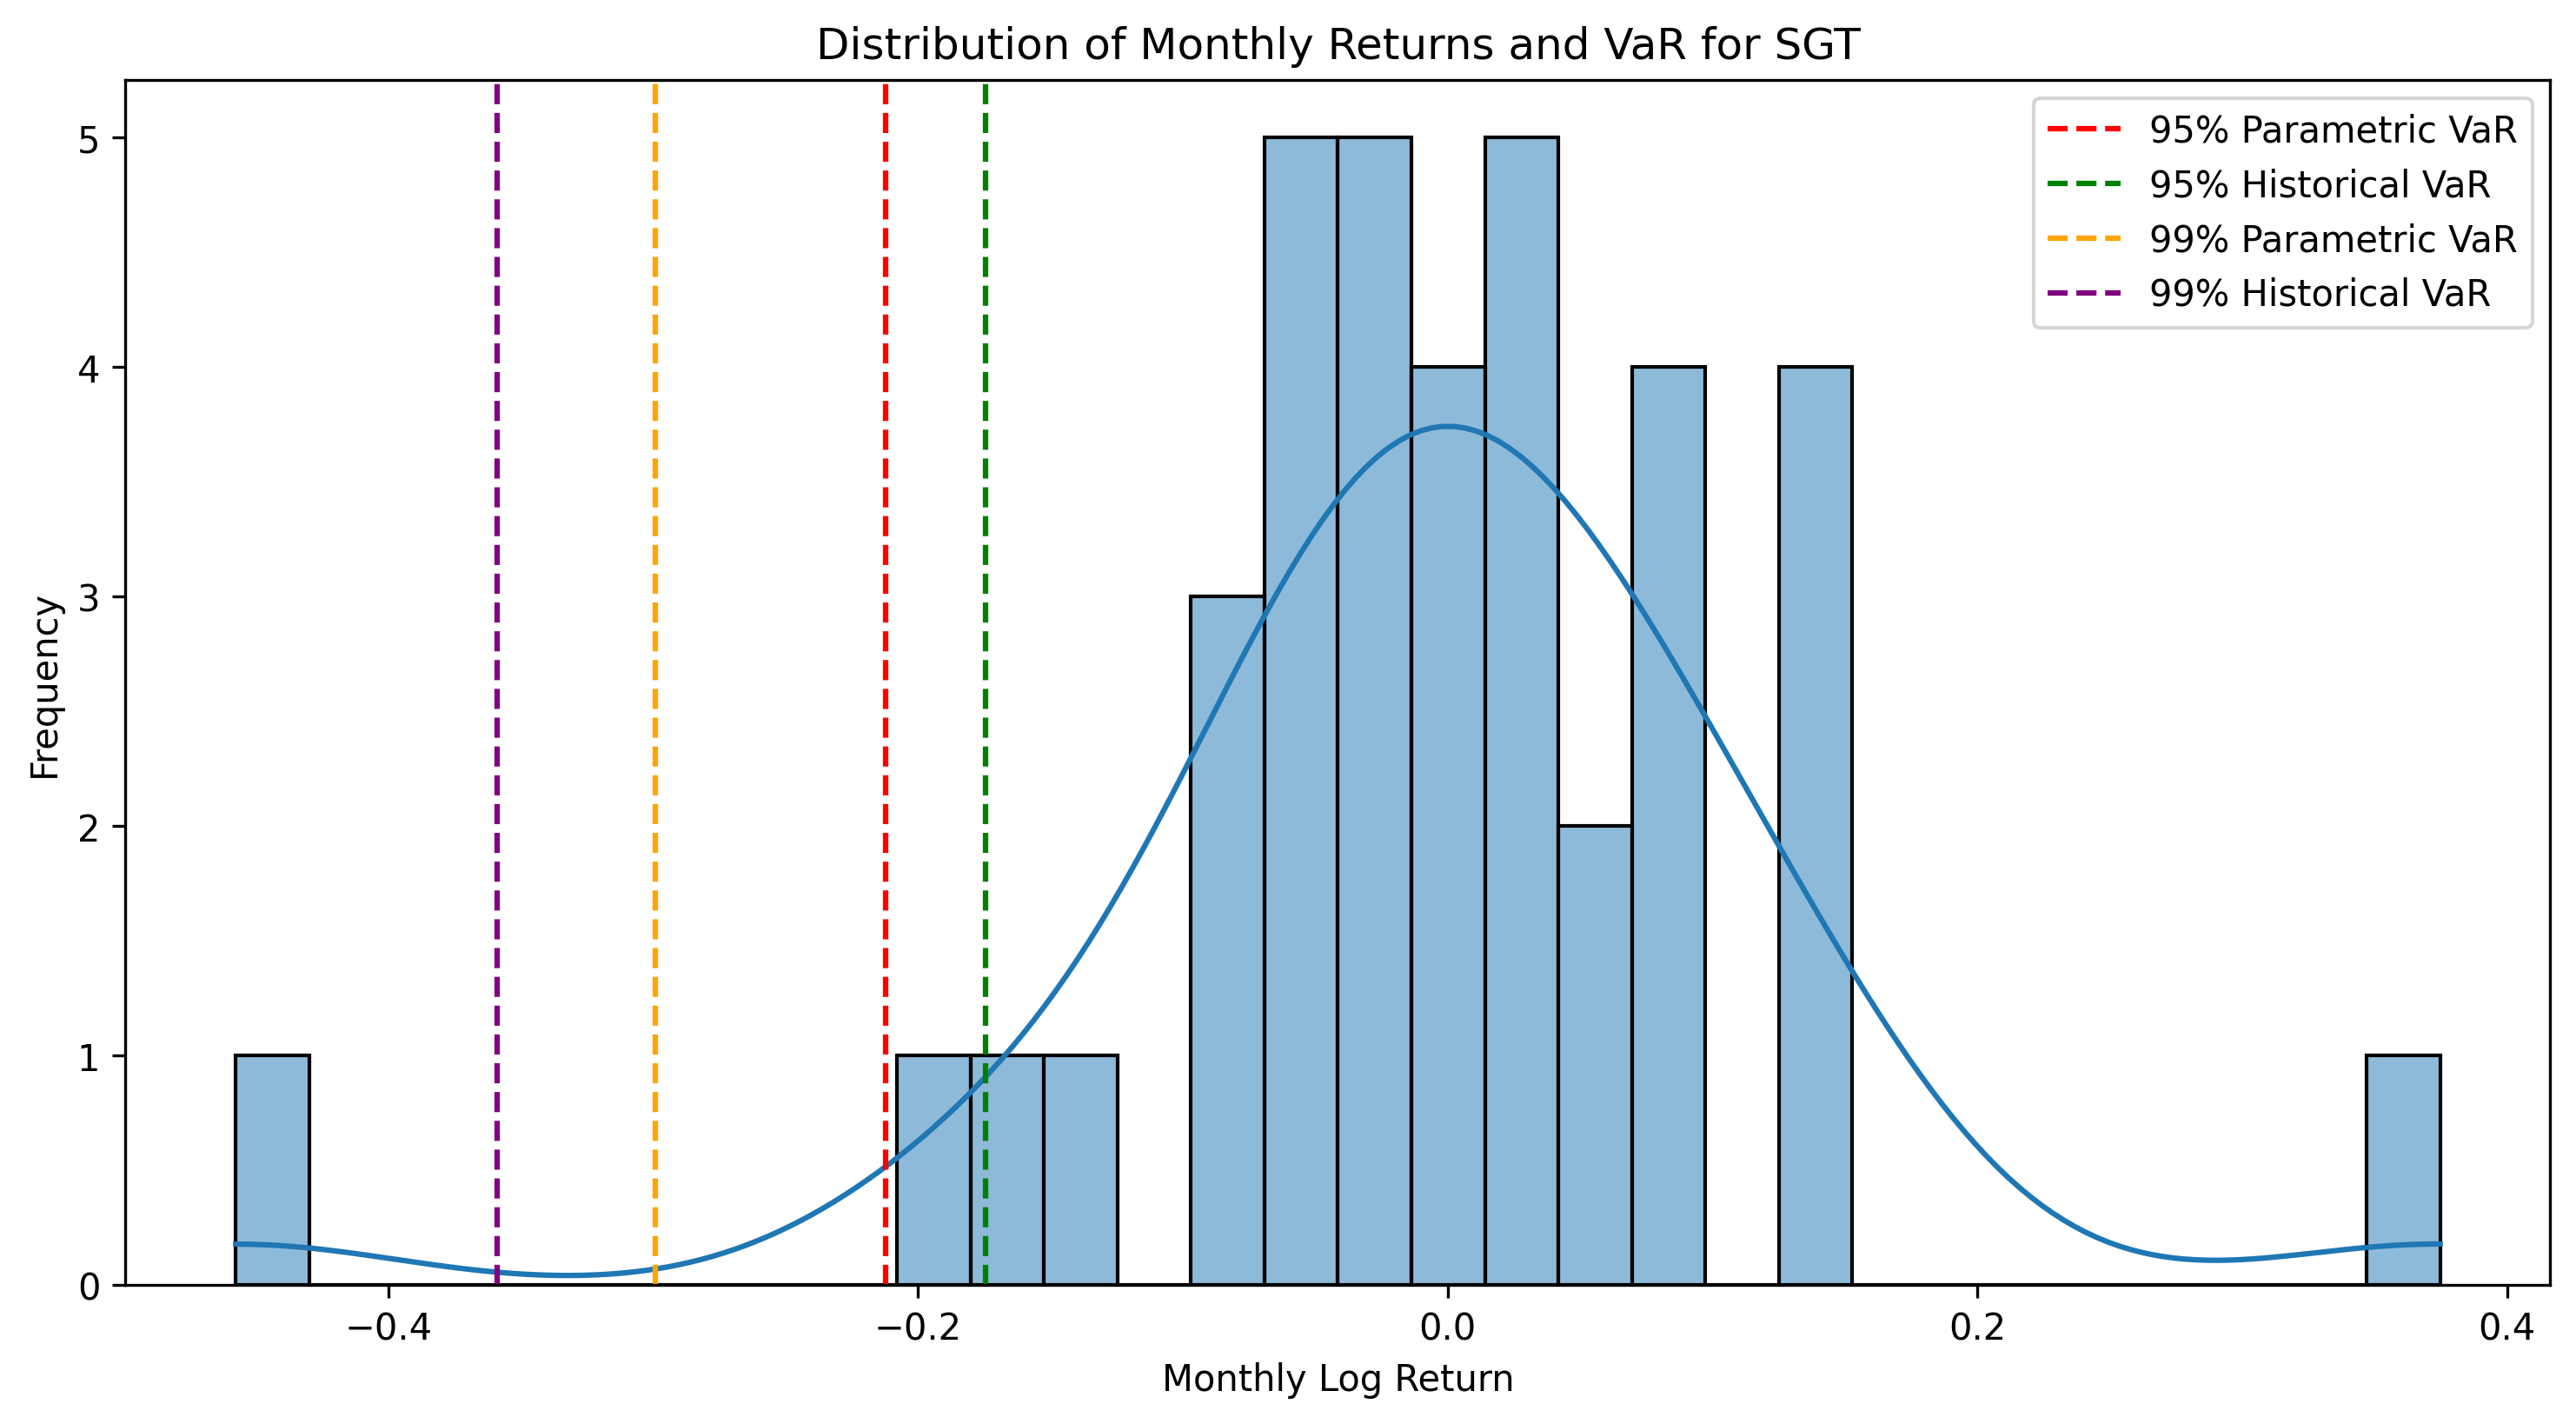 Distribution of Monthly Returns and VaR for SGT
95% Parametric VaR
95% Historical VaR
99% Parametric VaR
99% Historical VaR
Frequency
5
4
3
2
1
0
−0.4
−0.2
0.0
0.2
0.4
Monthly Log Return